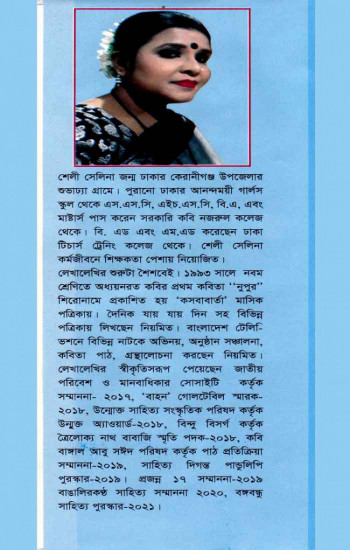 শেলী সেলিনা জন্ম ঢাকার কেরানীগঞ্জ উপজেলার
শুভাঢ্যা গ্রামে। পুরানো ঢাকার আনন্দময়ী গার্লস
স্কুল থেকে এস.এস.সি, এইচ.এস.সি, বি.এ, এবং
মাষ্টার্স পাস করেন সরকারি কবি নজরুল কলেজ
থেকে। বি. এড এবং এম.এড করেছেন ঢাকা
টিচার্স ট্রেনিং কলেজ থেকে। শেলী সেলিনা
কর্মজীবনে শিক্ষকতা পেশায় নিয়োজিত।
লেখালেখির শুরুটা শৈশবেই। ১৯৯৩ সালে নবম
শ্রেণিতে অধ্যয়নরত কবির প্রথম কবিতা "নুপুর"
শিরোনামে প্রকাশিত হয় 'কসবাবার্তা' মাসিক
পত্রিকায়। দৈনিক যায় যায় দিন সহ বিভিন্ন
পত্রিকায় লিখছেন নিয়মিত। বাংলাদেশ টেলি-
ভশনে বিভিন্ন নাটকে অভিনয়, অনুষ্ঠান সঞ্চালনা,
কবিতা পাঠ, গ্রন্থালোচনা করছেন নিয়মিত।
লেখালেখির স্বীকৃতিসরূপ পেয়েছেন জাতীয়
পরিবেশ ও মানবাধিকার সোসাইটি কর্তৃক
সম্মাননা- ২০১৭, 'বাহন' গোলটেবিল স্মারক-
২০১৮, উন্মোক্ত সাহিত্য সংস্কৃতিক পরিষদ কর্তৃক
উন্মুক্ত অ্যাওয়ার্ড-২০১৮, বিন্দু বিসর্গ কর্তৃক
ত্রৈলোক্য নাথ বাবাজি স্মৃতি পদক-২০১৮, কবি
বাঙ্গাল আবু সঈদ পরিষদ কর্তৃক পাঠ প্রতিক্রিয়া
সম্মাননা-২০১৯, সাহিত্য দিগন্ত পান্ডুলিপি
পুরস্কার-২০১৯। প্রজন্ন ১৭ সম্মাননা-২০১৯
বাঙালিরকণ্ঠ সাহিত্য সম্মাননা ২০২০, বঙ্গবন্ধু
সাহিত্য পুরস্কার-২০২১।